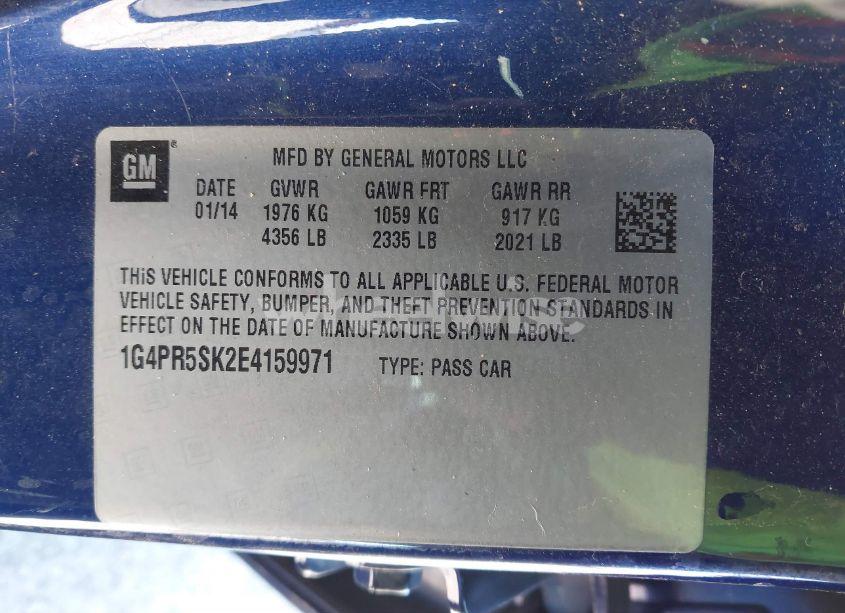 GM
MFD BY GENERAL MOTORS LLC
DATE GVWR GAWR FRT GAWR RR
01/14 1976 KG 1059 KG 917 KG
4356 LB 2335 LB 2021 LB
THIS VEHICLE CONFORMS TO ALL APPLICABLE U.S. FEDERAL MOTOR
VEHICLE SAFETY, BUMPER, AND THEFT PREVENTION STANDARDS IN
EFFECT ON THE DATE OF MANUFACTURE SHOWN ABOVE.
1G4PR5SK2E4159971 TYPE: PASS CAR